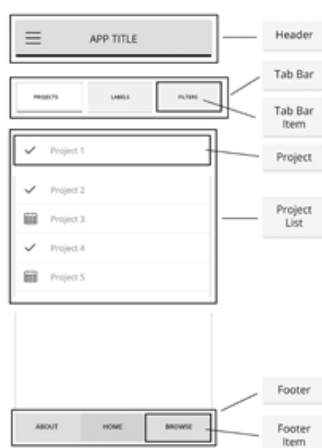 APP TITLE
Header
Tab Bar
PROJECTS LABELS FILTERS
Tab Bar
Item
Project 1
Project
Project 2
Project 3
Project
List
Project 4
Project 5
Footer
ABOUT HOME BROWSE
Footer
Item